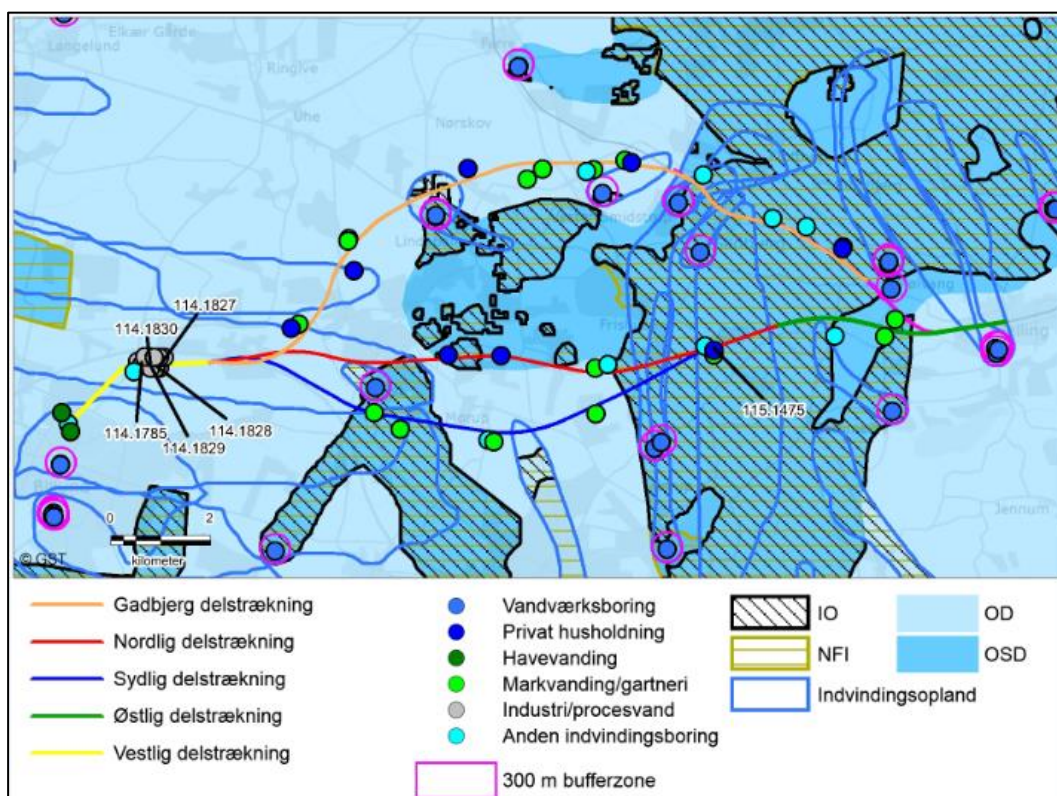 Elkær Gårde
Langelund
Ringive
Uhe
Nørskov
114.1827
114.1830
114.1828
114.1785
114.1829
115.1475
Jennum
0 2
kilometer
© GST
Gadbjerg delstrækning
Nordlig delstrækning
Sydlig delstrækning
Østlig delstrækning
Vestlig delstrækning
Vandværksboring
Privat husholdning
Havevanding
Markvanding/gartneri
Industri/procesvand
Anden indvindingsboring
300 m bufferzone
IO
NFI
OD
OSD
Indvindingsopland